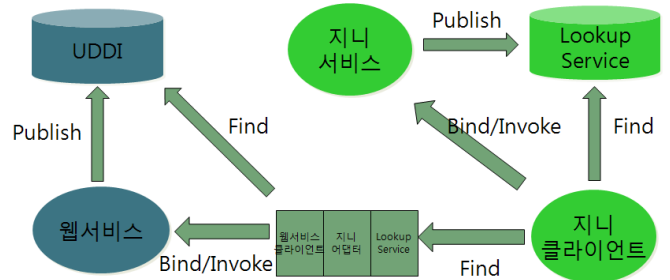 UDDI
지니
서비스
Publish
Lookup
Service
Publish
Find
Bind/Invoke
Find
웹서비스
웹서비스
클라이언트
지니
어댑터
Lookup
Service
지니
클라이언트
Bind/Invoke
Find